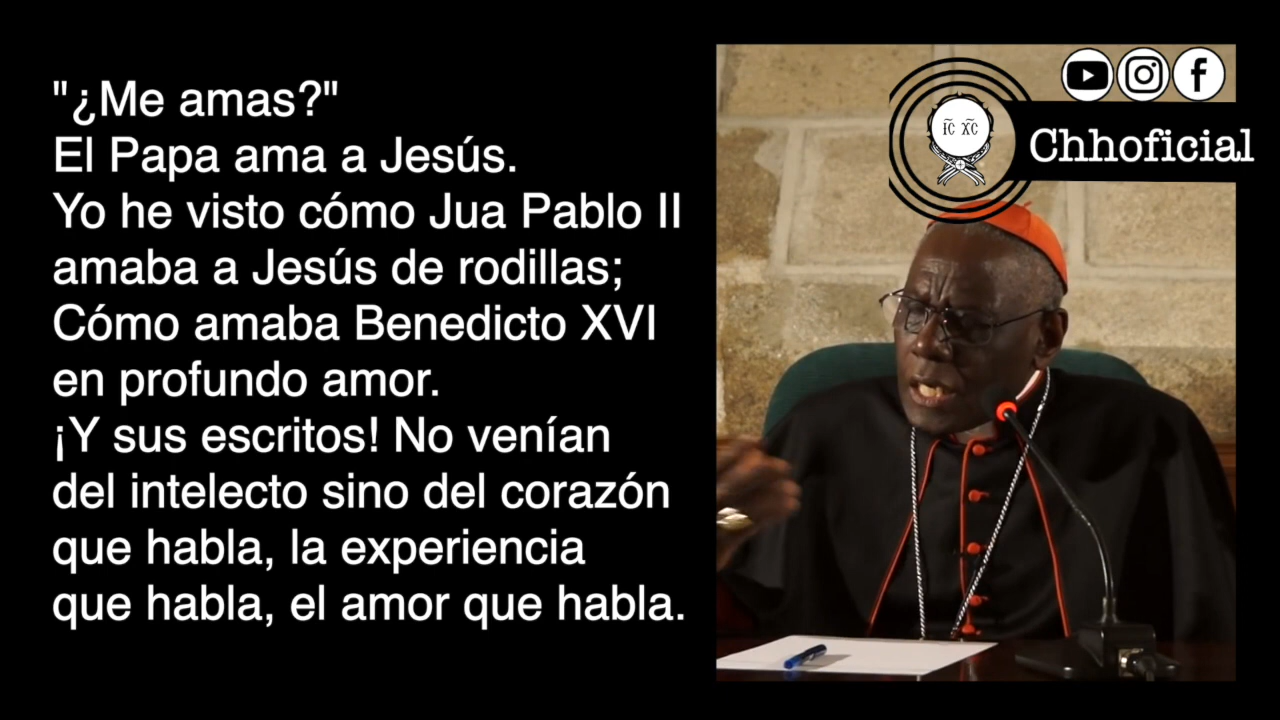 "¿Me amas?"
El Papa ama a Jesús.
Yo he visto cómo Jua Pablo II
amaba a Jesús de rodillas;
Cómo amaba Benedicto XVI
en profundo amor.
¡Y sus escritos! No venían
del intelecto sino del corazón
que habla, la experiencia
que habla, el amor que habla.
IC XC
Chhoficial